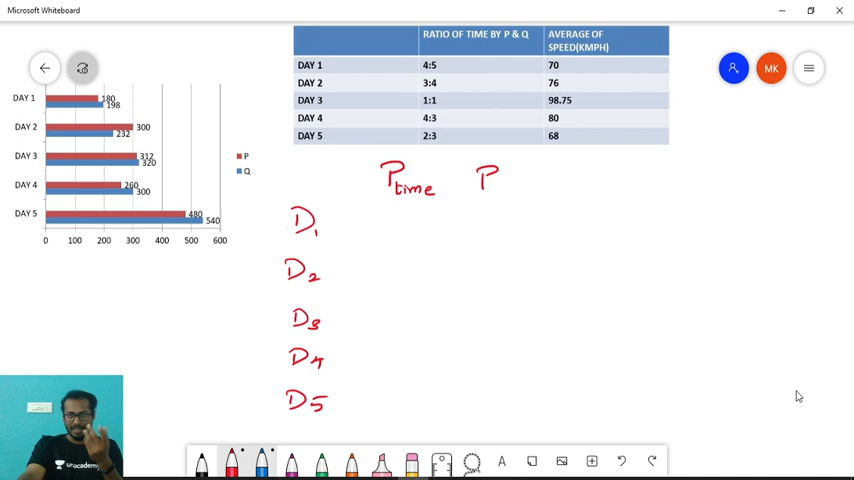 Microsoft Whiteboard
RATIO OF TIME BY P & Q AVERAGE OF SPEED(KMPH)
DAY 1 4:5 70
DAY 2 3:4 76
DAY 3 1:1 98.75
DAY 4 4:3 80
DAY 5 2:3 68
MK
DAY 1 180
198
DAY 2 300
232
DAY 3 312
320
DAY 4 260
300
DAY 5 480
540
0 100 200 300 400 500 600
P
Q
P time P
D1
D2
D3
D4
D5
unacademy
A